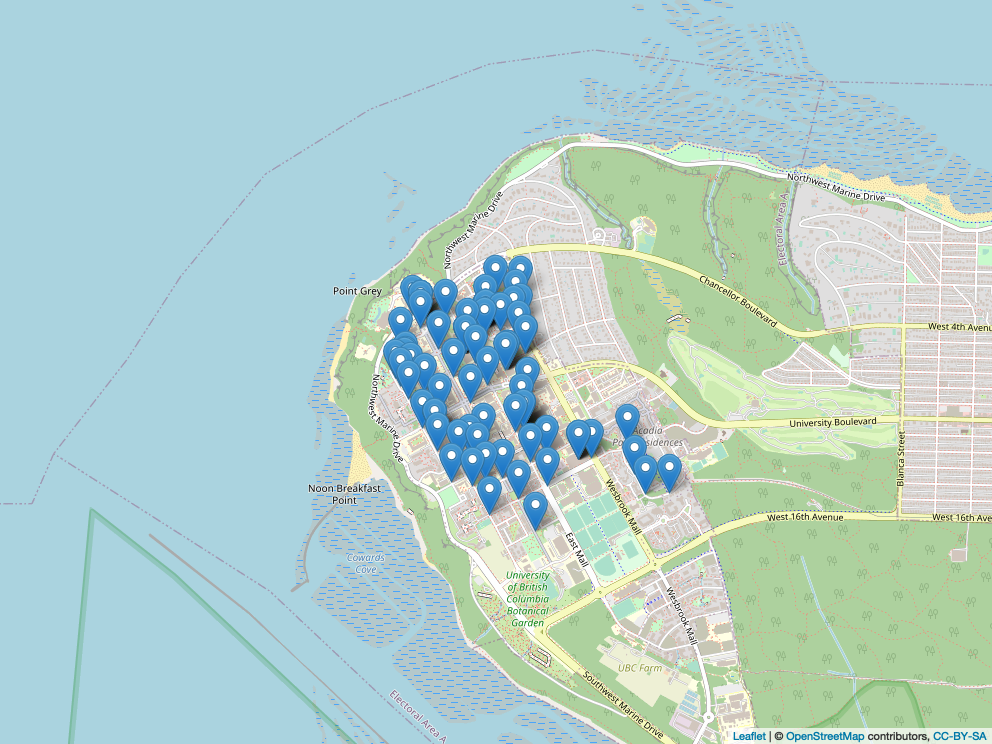 Northwest Marine Drive
Electoral Area A
Northwest Marine Drive
Point Grey
Chancellor Boulevard
West 4th Avenue
Northwest Marine Drive
University Boulevard
Acadia
Residences
Blanca Street
Noon Breakfast
Point
Wesbrook Mall
West 16th Avenue
West 16th Ave
East Mall
Cowards
Cove
University
of British
Columbia
Botanical
Garden
Wesbrook Mall
UBC Farm
Southwest Marine Drive
Electoral Area A
Leaflet | © OpenStreetMap contributors, CC-BY-SA